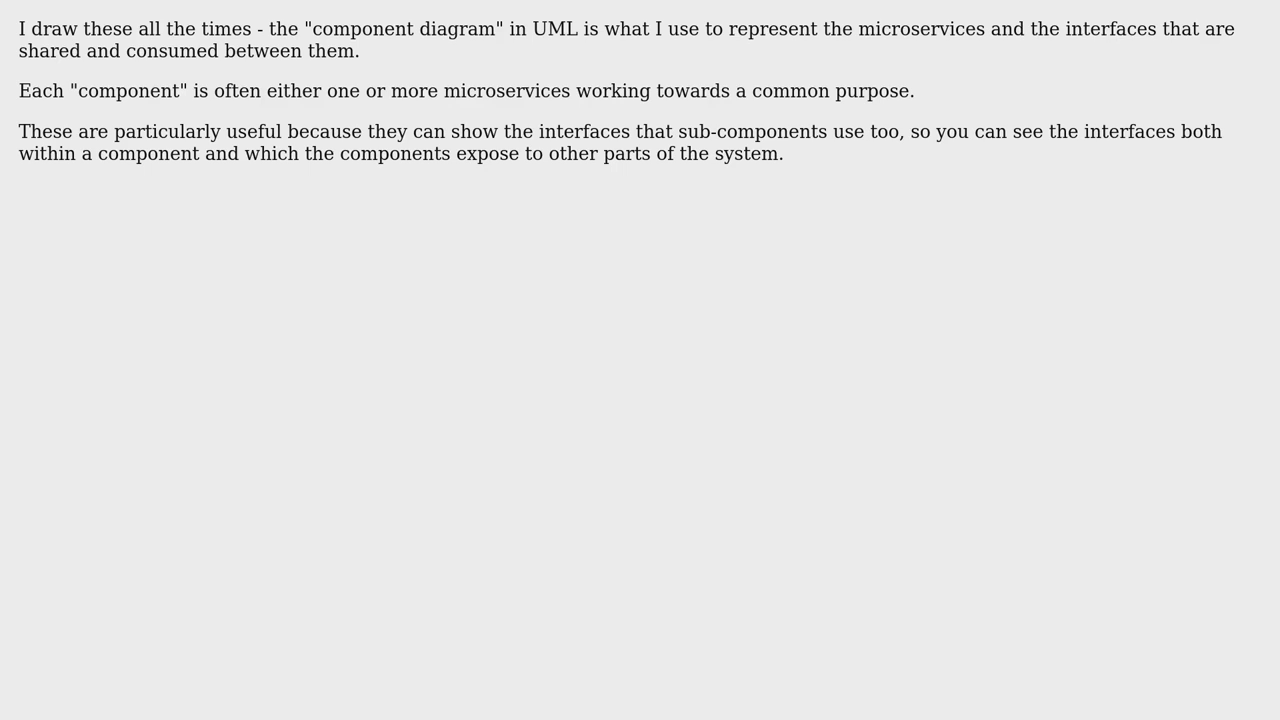 I draw these all the times - the "component diagram" in UML is what I use to represent the microservices and the interfaces that are
shared and consumed between them.
Each "component" is often either one or more microservices working towards a common purpose.
These are particularly useful because they can show the interfaces that sub-components use too, so you can see the interfaces both
within a component and which the components expose to other parts of the system.